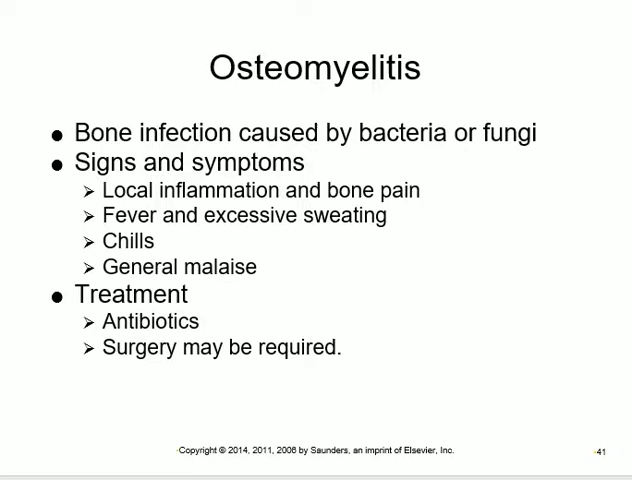 Osteomyelitis
● Bone infection caused by bacteria or fungi
● Signs and symptoms
➢ Local inflammation and bone pain
➢ Fever and excessive sweating
➢ Chills
➢ General malaise
● Treatment
➢ Antibiotics
➢ Surgery may be required.
•Copyright © 2014, 2011, 2006 by Saunders, an imprint of Elsevier, Inc.
•41